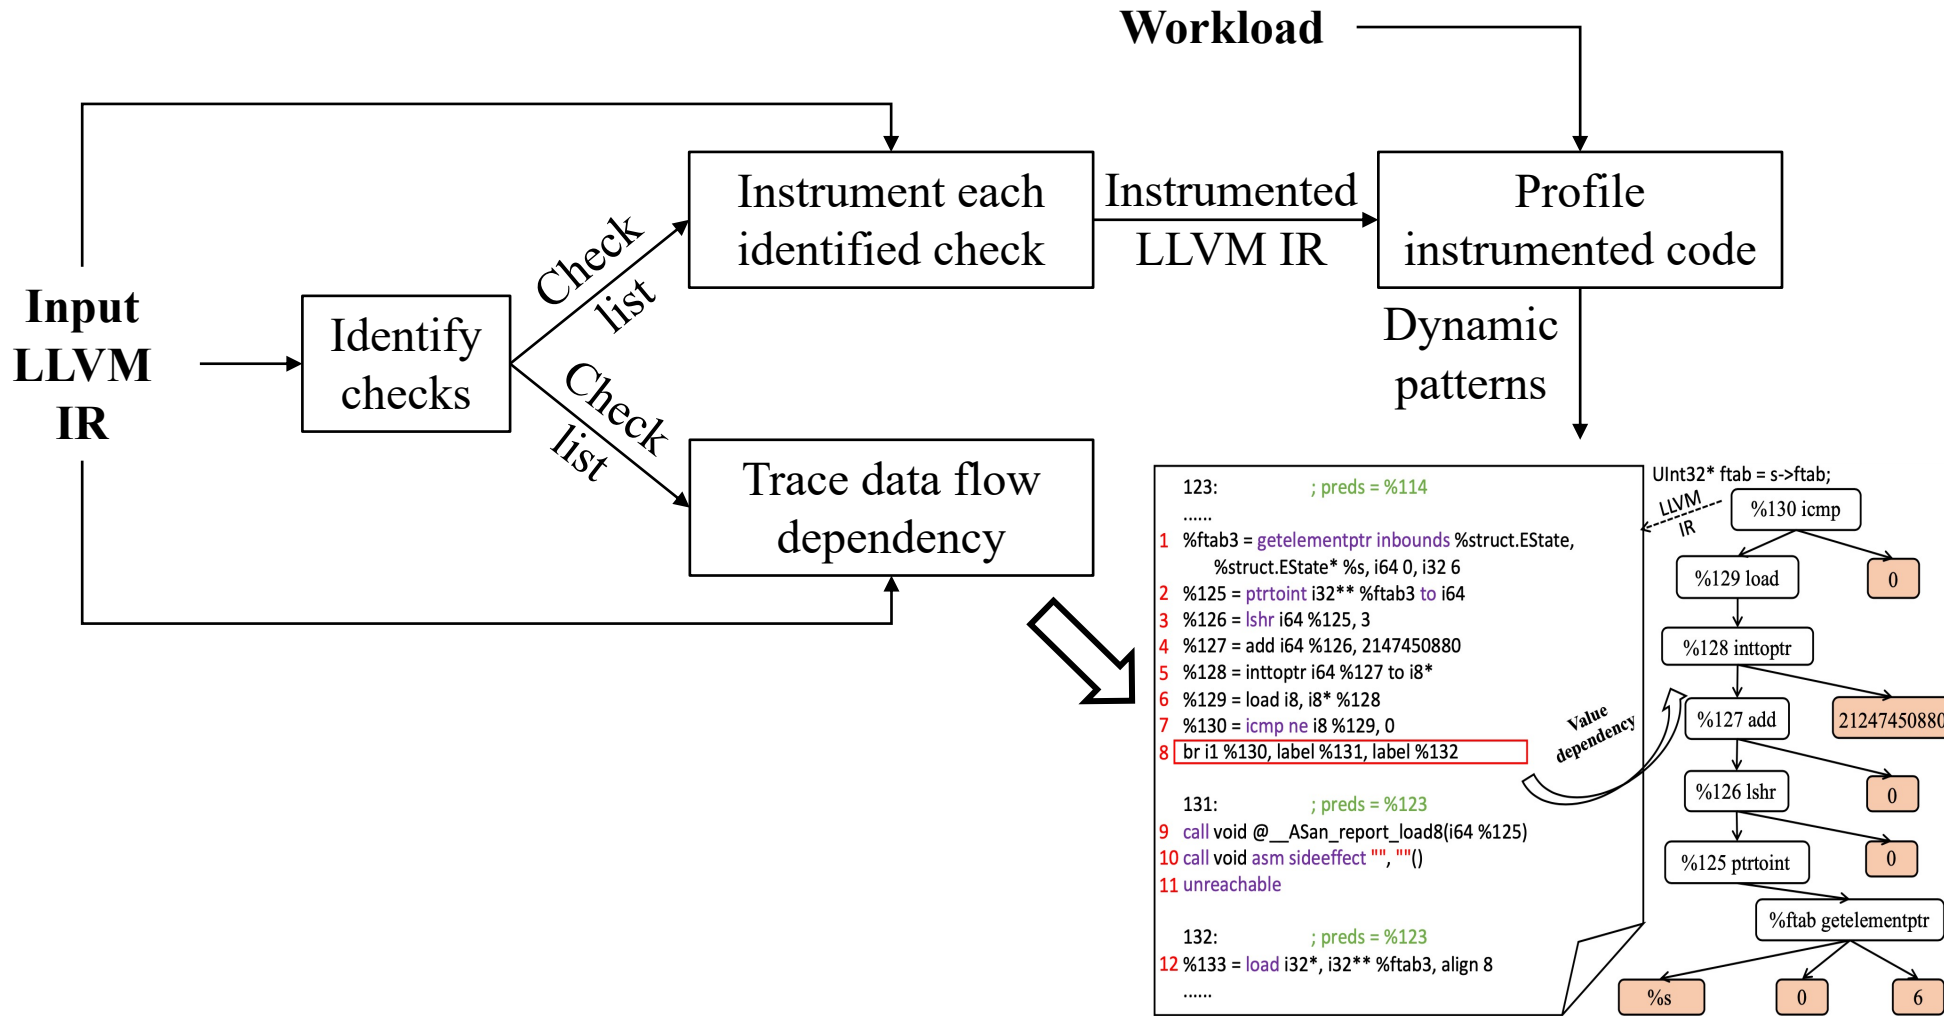 Workload
Input
LLVM
IR
Identify
checks
Check
list
Check
list
Instrument each
identified check
Instrumented
LLVM IR
Profile
instrumented code
Dynamic
patterns
Trace data flow
dependency
123: ; preds = %114
......
1 %ftab3 = getelementptr inbounds %struct.EState,
%struct.EState* %s, i64 0, i32 6
2 %125 = ptrtoint i32** %ftab3 to i64
3 %126 = lshr i64 %125, 3
4 %127 = add i64 %126, 2147450880
5 %128 = inttoptr i64 %127 to i8*
6 %129 = load i8, i8* %128
7 %130 = icmp ne i8 %129, 0
8 br i1 %130, label %131, label %132
131: ; preds = %123
9 call void @__ASan_report_load8(i64 %125)
10 call void asm sideeffect "", ""()
11 unreachable
132: ; preds = %123
12 %133 = load i32*, i32** %ftab3, align 8
......
UInt32* ftab = s->ftab;
LLVM
IR
Value
dependency
%130 icmp
%129 load
0
%128 inttoptr
%127 add
21247450880
%126 lshr
0
%125 ptrtoint
0
%ftab getelementptr
%s
0
6